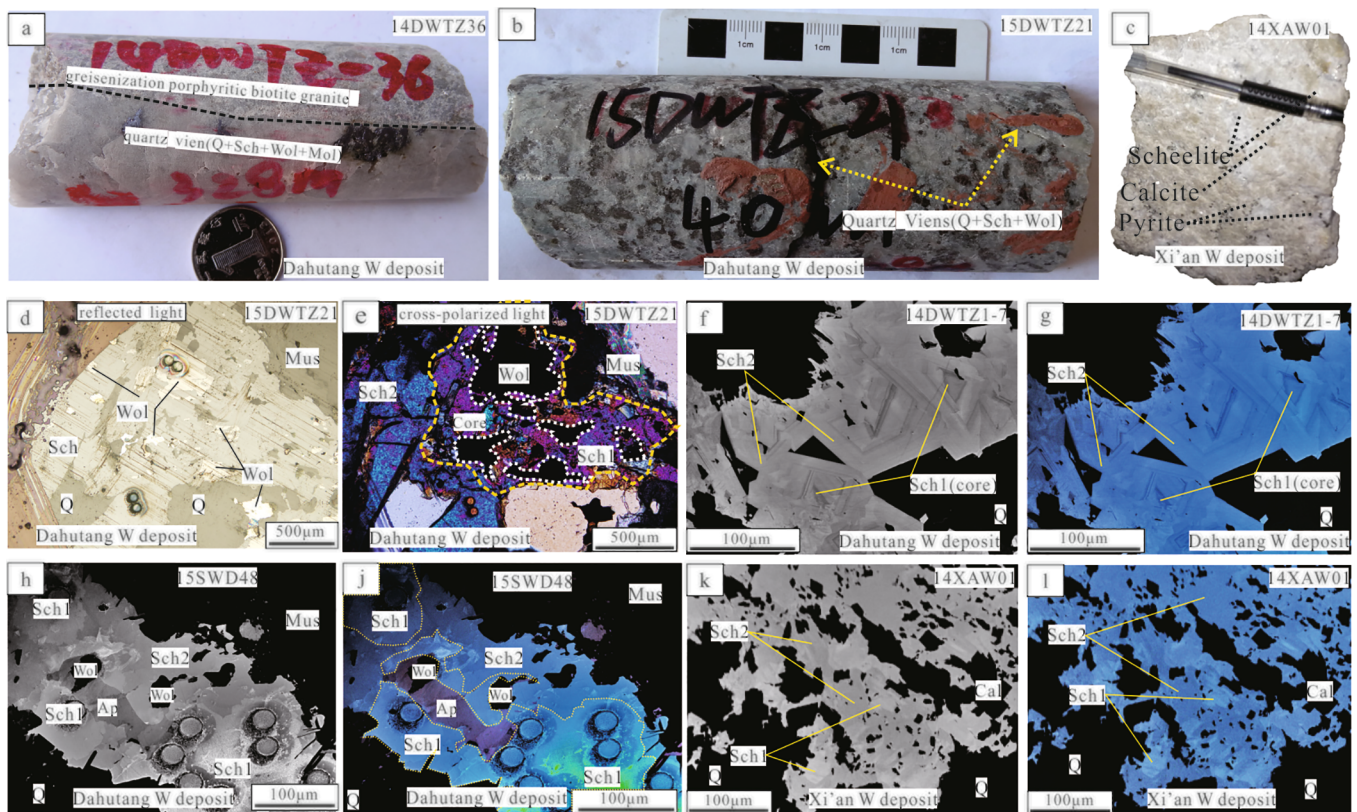 a
14DWTZ36
14DWTZ-36
greisenization porphyritic biotite granite
quartz vien(Q+Sch+Wol+Mol)
328M
Dahutang W deposit
b
15DWTZ21
1cm
1cm
1cm
15DWTZ-21
40
Quartz Viens(Q+Sch+Wol)
Dahutang W deposit
c
14XAW01
Scheelite
Calcite
Pyrite
Xi'an W deposit
d
reflected light
15DWTZ21
Mus
Wol
Sch
Wol
Q
Q
Dahutang W deposit
500μm
e
cross-polarized light
15DWTZ21
Wol
Mus
Sch2
Core
Sch1
Dahutang W deposit
500μm
f
14DWTZ1-7
Sch2
Sch1(core)
Q
100μm
Dahutang W deposit
g
14DWTZ1-7
Sch2
Sch1(core)
Q
100μm
Dahutang W deposit
h
15SWD48
Sch1
Mus
Sch2
Wol
Wol
Ap
Sch1
Sch1
Q
Dahutang W deposit
100μm
j
15SWD48
Mus
Sch1
Sch2
Wol
Wol
Ap
Sch1
Sch1
Q
Dahutang W deposit
100μm
k
14XAW01
Sch2
Cal
Sch1
Q
100μm
Xi'an W deposit
l
14XAW01
Sch2
Sch1
Cal
Q
Q
100μm
Xi'an W deposit